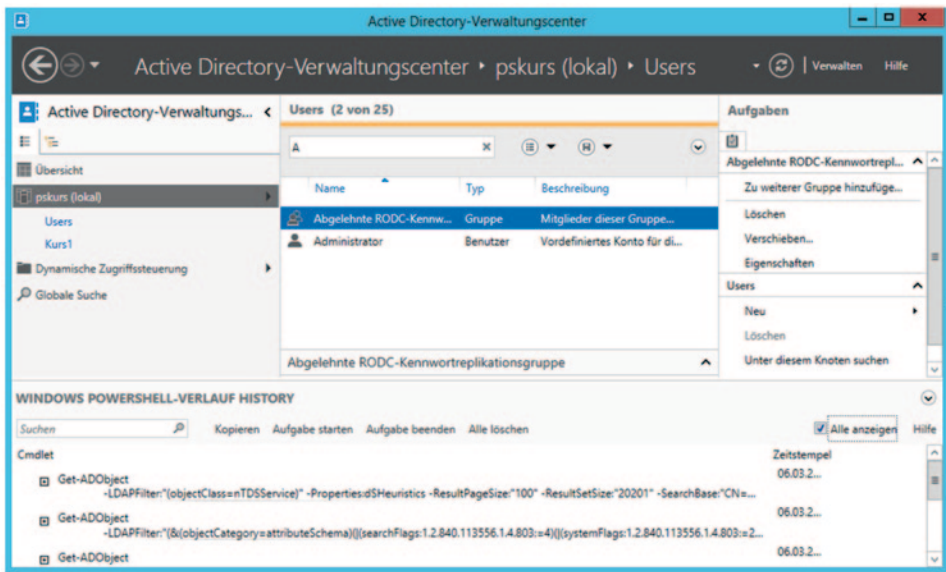 Active Directory-Verwaltungscenter
Active Directory-Verwaltungscenter ‣ pskurs (lokal) ‣ Users
Verwalten Hilfe
Active Directory-Verwaltungs...
Übersicht
pskurs (lokal)
Users
Kurs1
Dynamische Zugriffssteuerung
Globale Suche
Users (2 von 25)
A
Name Typ Beschreibung
Abgelehnte RODC-Kennw... Gruppe Mitglieder dieser Gruppe...
Administrator Benutzer Vordefiniertes Konto für di...
Abgelehnte RODC-Kennwortreplikationsgruppe
Aufgaben
Abgelehnte RODC-Kennwortrepl...
Zu weiterer Gruppe hinzufüge...
Löschen
Verschieben...
Eigenschaften
Users
Neu
Löschen
Unter diesem Knoten suchen
WINDOWS POWERSHELL-VERLAUF HISTORY
Suchen Kopieren Aufgabe starten Aufgabe beenden Alle löschen Alle anzeigen Hilfe
Cmdlet Zeitstempel
Get-ADObject 06.03.2...
-LDAPFilter:"(objectClass=nTDSService)" -Properties:dSHeuristics -ResultPageSize:"100" -ResultSetSize:"20201" -SearchBase:"CN=...
Get-ADObject 06.03.2...
-LDAPFilter:"(&(objectCategory=attributeSchema)(|(searchFlags:1.2.840.113556.1.4.803:=4)(|(systemFlags:1.2.840.113556.1.4.803:=2...
Get-ADObject 06.03.2...